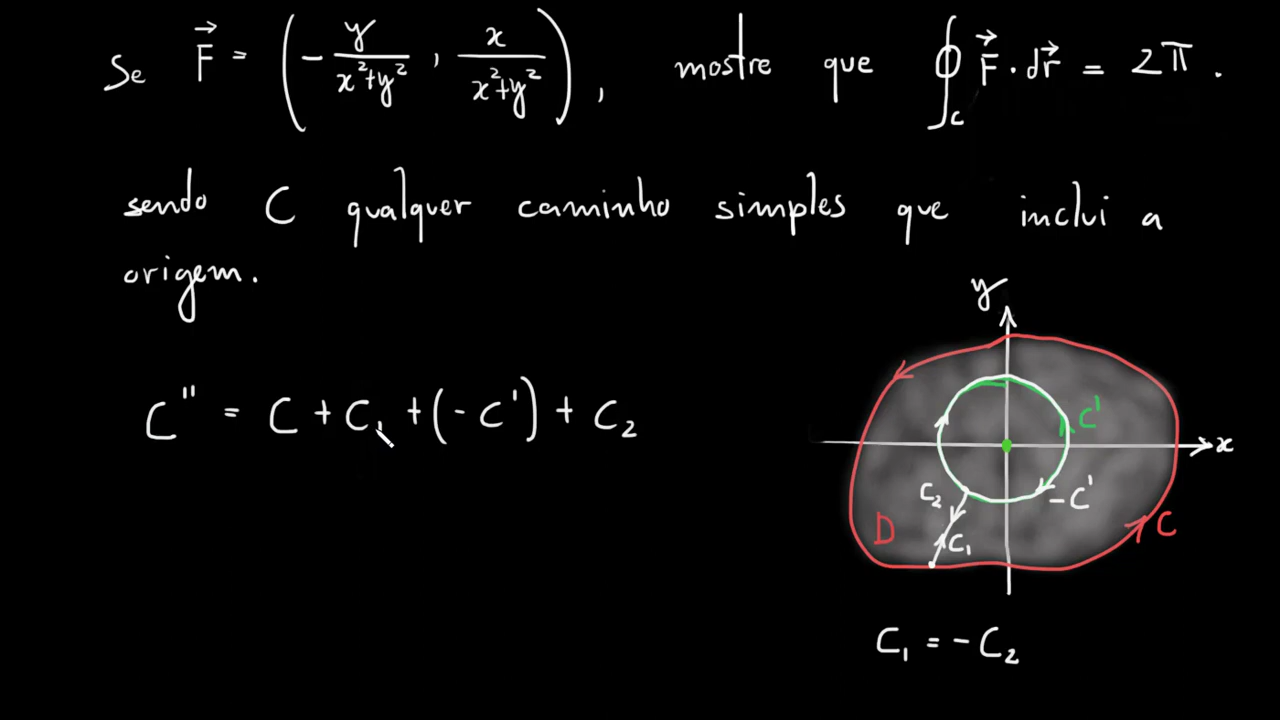 Se F⃗ = (-y/(x²+y²), x/(x²+y²)), mostre que ∮_C F⃗ · dr⃗ = 2π.
sendo C qualquer caminho simples que inclui a
origem.
C'' = C + C₁ + (-C') + C₂
y
C'
x
C₂
-C'
D
C₁
C
C₁ = -C₂